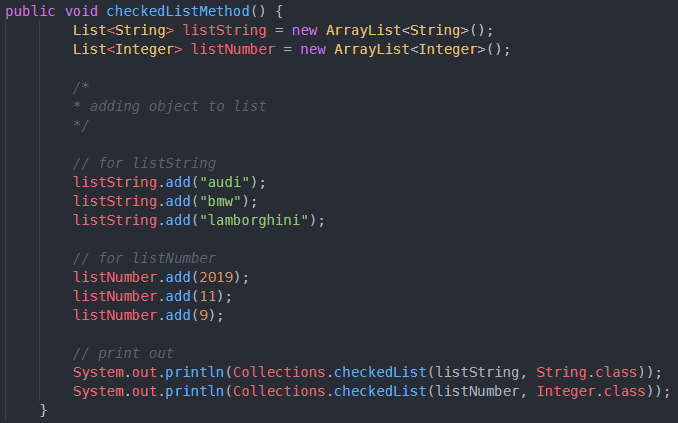 public void checkedListMethod() {
List<String> listString = new ArrayList<String>();
List<Integer> listNumber = new ArrayList<Integer>();
/*
* adding object to list
*/
// for listString
listString.add("audi");
listString.add("bmw");
listString.add("lamborghini");
// for listNumber
listNumber.add(2019);
listNumber.add(11);
listNumber.add(9);
// print out
System.out.println(Collections.checkedList(listString, String.class));
System.out.println(Collections.checkedList(listNumber, Integer.class));
}